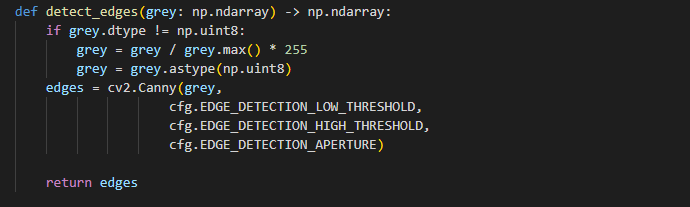 def detect_edges(grey: np.ndarray) -> np.ndarray:
    if grey.dtype != np.uint8:
        grey = grey / grey.max() * 255
        grey = grey.astype(np.uint8)
    edges = cv2.Canny(grey,
                    cfg.EDGE_DETECTION_LOW_THRESHOLD,
                    cfg.EDGE_DETECTION_HIGH_THRESHOLD,
                    cfg.EDGE_DETECTION_APERTURE)
    return edges